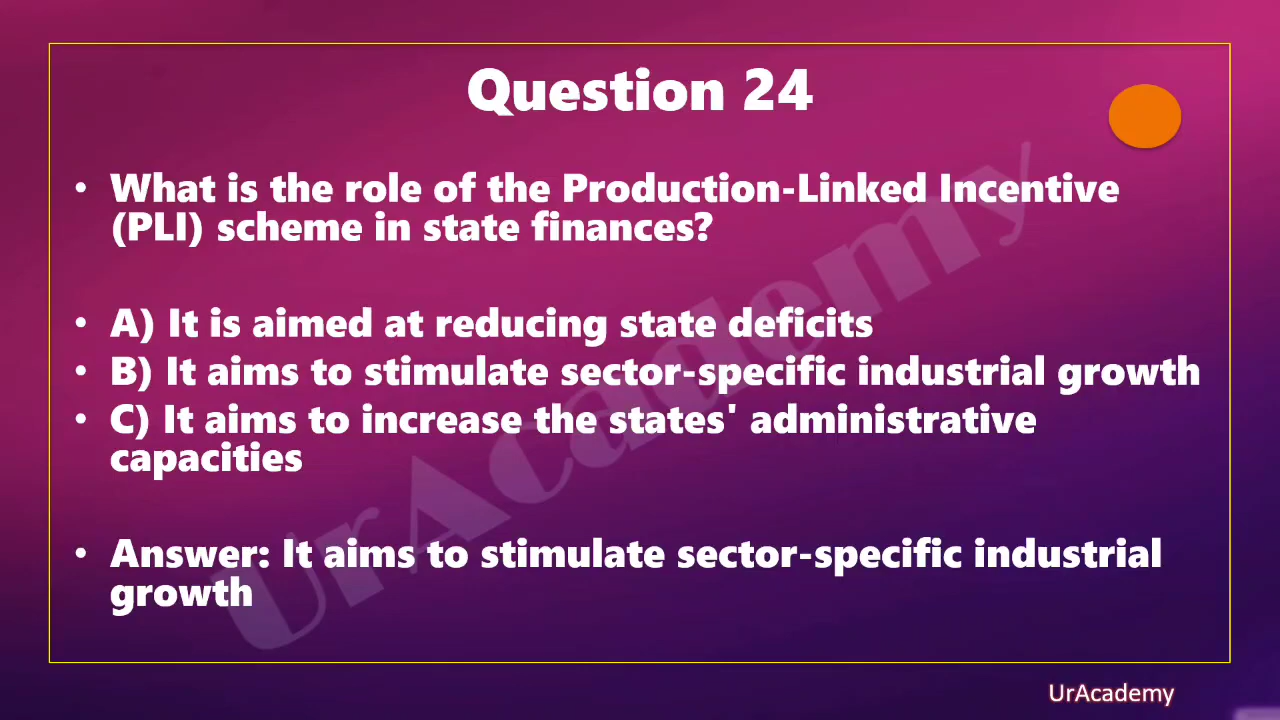 Question 24
• What is the role of the Production-Linked Incentive
(PLI) scheme in state finances?
• A) It is aimed at reducing state deficits
• B) It aims to stimulate sector-specific industrial growth
• C) It aims to increase the states' administrative
capacities
• Answer: It aims to stimulate sector-specific industrial
growth
UrAcademy
UrAcademy